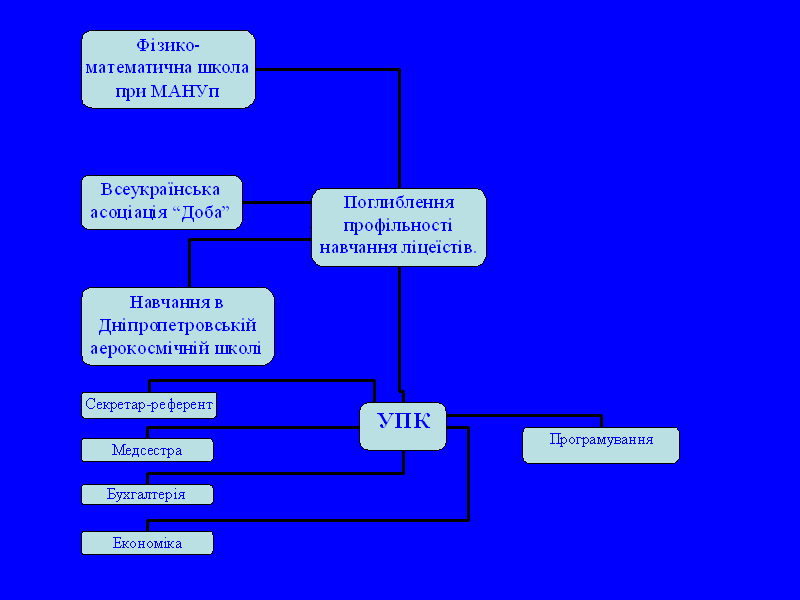 Фізико-
математична школа
при МАНУп
Всеукраїнська
асоціація “Доба”
Поглиблення
профільності
навчання ліцеїстів.
Навчання в
Дніпропетровській
аерокосмічній школі
Секретар-референт
УПК
Програмування
Медсестра
Бухгалтерія
Економіка